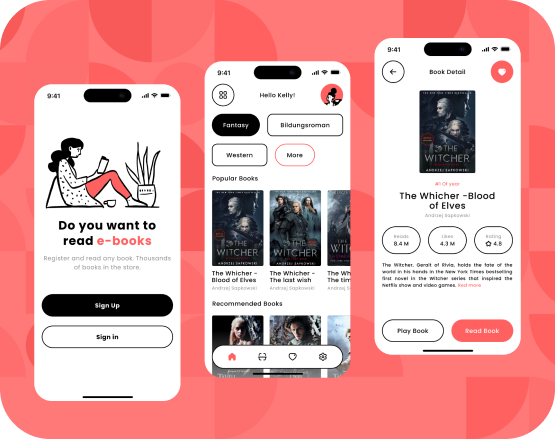 9:41
Do you want to
read e-books
Register and read any book. Thousands
of books in the store.
Sign Up
Sign in
9:41
Hello Kelly!
Fantasy
Bildungsroman
Western
More
Popular Books
THE
WITCHER
ANDRZEJ SAPKOWSKI
THE
WITCHER
ANDRZEJ SAPKOWSKI
The Whicher -
Blood of Elves
Andrzej Sapkowski
The Whicher -
The last wish
Andrzej Sapkowski
The Wh
The tim
Andrzej
Recommended Books
9:41
Book Detail
THE
WITCHER
ANDRZEJ SAPKOWSKI
#1 Of year
The Whicher -Blood
of Elves
Andrzej Sapkowski
Reads
8.4 M
Likes
4.3 M
Rating
4.8
The Witcher, Geralt of Rivia, holds the fate of the
world in his hands in the New York Times bestselling
first novel in the Witcher series that inspired the
Netflix show and video games. Read more
Play Book
Read Book